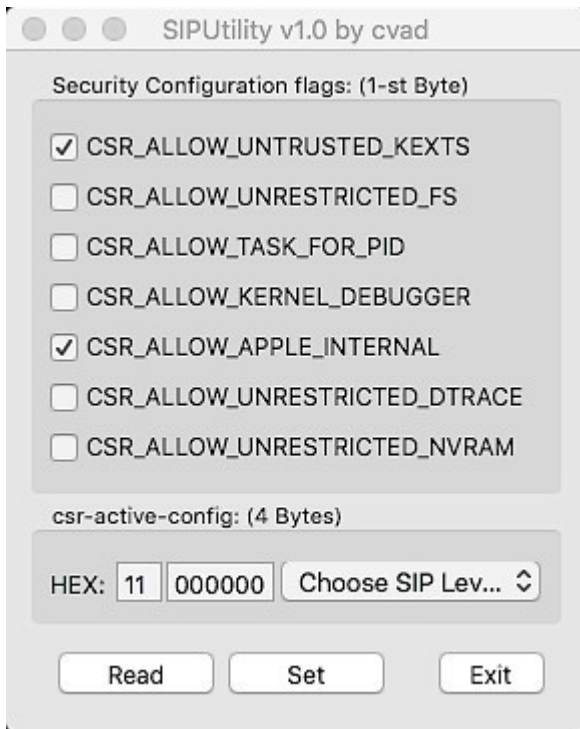 SIPUtility v1.0 by cvad
Security Configuration flags: (1-st Byte)
CSR_ALLOW_UNTRUSTED_KEXTS
CSR_ALLOW_UNRESTRICTED_FS
CSR_ALLOW_TASK_FOR_PID
CSR_ALLOW_KERNEL_DEBUGGER
CSR_ALLOW_APPLE_INTERNAL
CSR_ALLOW_UNRESTRICTED_DTRACE
CSR_ALLOW_UNRESTRICTED_NVRAM
csr-active-config: (4 Bytes)
HEX: 11 000000 Choose SIP Lev...
Read Set Exit